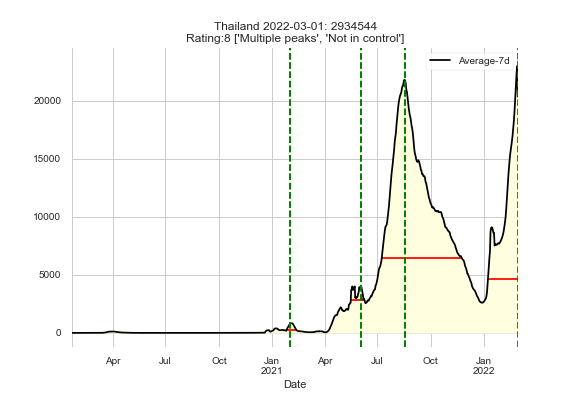 Thailand 2022-03-01: 2934544
Rating:8 ['Multiple peaks', 'Not in control']
Average-7d
20000
15000
10000
5000
0
Apr Jul Oct Jan Apr Jul Oct Jan
2021 2022
Date